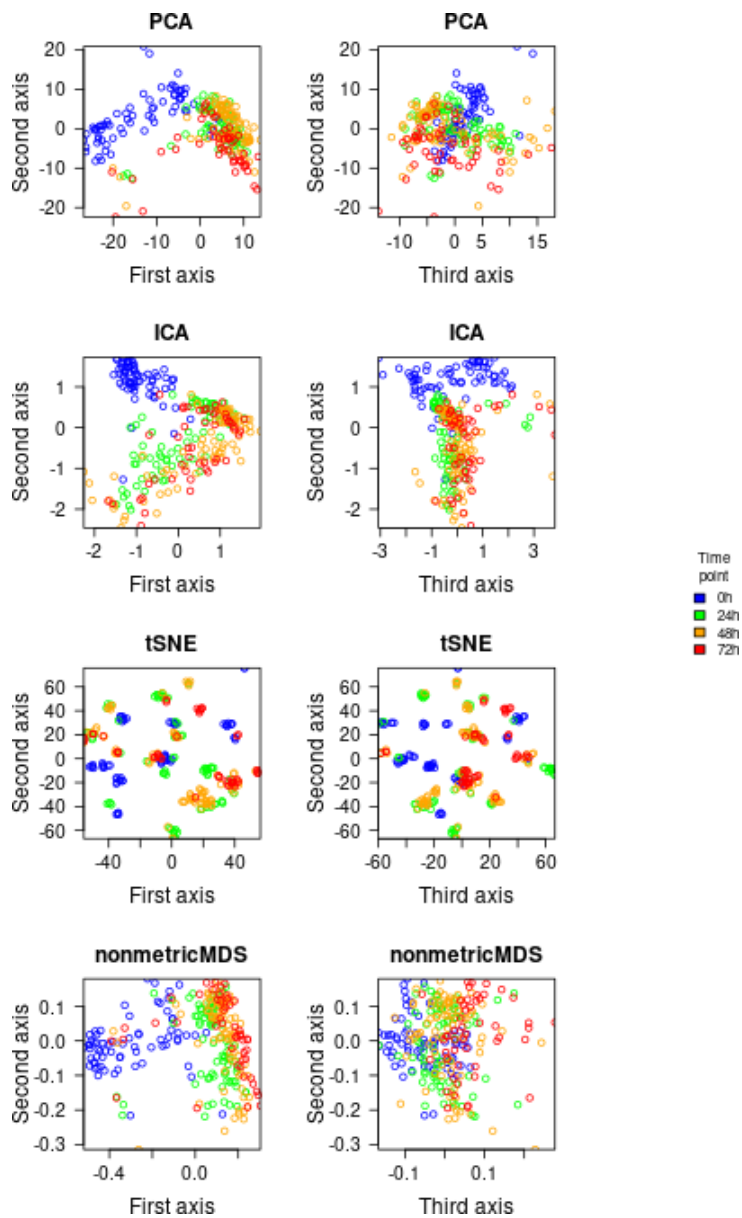 PCA
PCA
20
10
0
-10
-20
Second axis
-20
-10
0
10
First axis
20
10
0
-10
-20
Second axis
-10
0
5
15
Third axis
ICA
ICA
1
0
-1
-2
Second axis
-2
-1
0
1
First axis
1
0
-1
-2
Second axis
-3
-1
1
3
Third axis
Time
point
0h
24h
48h
72h
tSNE
tSNE
60
40
20
0
-20
-40
-60
Second axis
-40
0
40
First axis
60
40
20
0
-20
-40
-60
Second axis
-60
-20
20
60
Third axis
nonmetricMDS
nonmetricMDS
0.1
0.0
-0.1
-0.2
-0.3
Second axis
-0.4
0.0
First axis
0.1
0.0
-0.1
-0.2
-0.3
Second axis
-0.1
0.1
Third axis